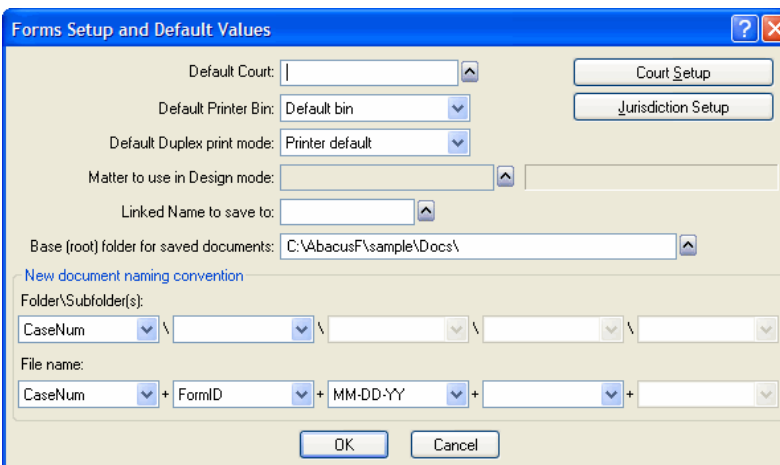 Forms Setup and Default Values
Default Court: Court Setup
Default Printer Bin: Default bin Jurisdiction Setup
Default Duplex print mode: Printer default
Matter to use in Design mode:
Linked Name to save to:
Base (root) folder for saved documents: C:\AbacusF\sample\Docs\
New document naming convention
Folder\Subfolder(s):
CaseNum \ \ \ \
File name:
CaseNum + FormID + MM-DD-YY + +
OK Cancel